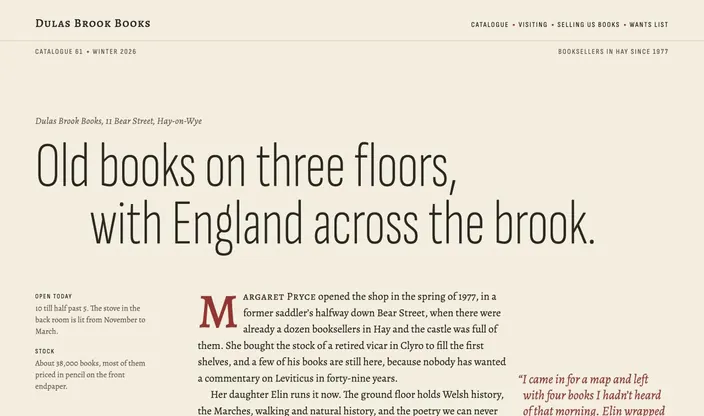 Dulas Brook Books
CATALOGUE • VISITING • SELLING US BOOKS • WANTS LIST
CATALOGUE 61 • WINTER 2026
BOOKSELLERS IN HAY SINCE 1977
Dulas Brook Books, 11 Bear Street, Hay-on-Wye
Old books on three floors,
with England across the brook.
OPEN TODAY
10 till half past 5. The stove in the
back room is lit from November to
March.
STOCK
About 38,000 books, most of them
priced in pencil on the front
endpaper.
MARGARET PRYCE opened the shop in the spring of 1977, in a
former saddler's halfway down Bear Street, when there were
already a dozen booksellers in Hay and the castle was full of
them. She bought the stock of a retired vicar in Clyro to fill the first
shelves, and a few of his books are still here, because nobody has wanted
a commentary on Leviticus in forty-nine years.
Her daughter Elin runs it now. The ground floor holds Welsh history,
the Marches, walking and natural history, and the poetry we can never
“I came in for a map and left
with four books I hadn't heard
of that morning. Elin wrapped